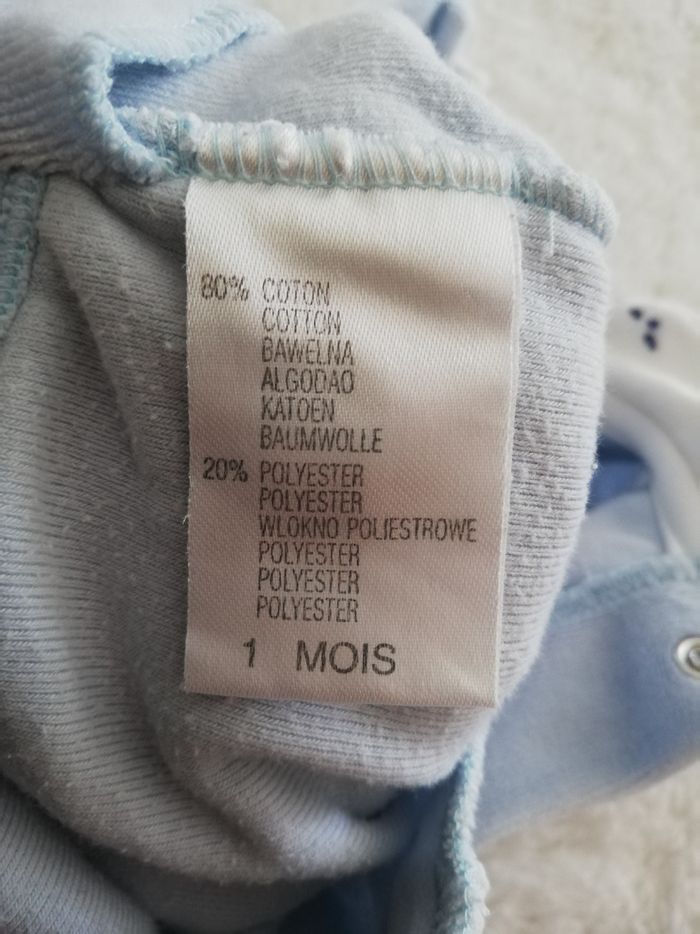 80% COTON
COTTON
BAWELNA
ALGODAO
KATOEN
BAUMWOLLE
20% POLYESTER
POLYESTER
WLOKNO POLIESTROWE
POLYESTER
POLYESTER
POLYESTER
1 MOIS